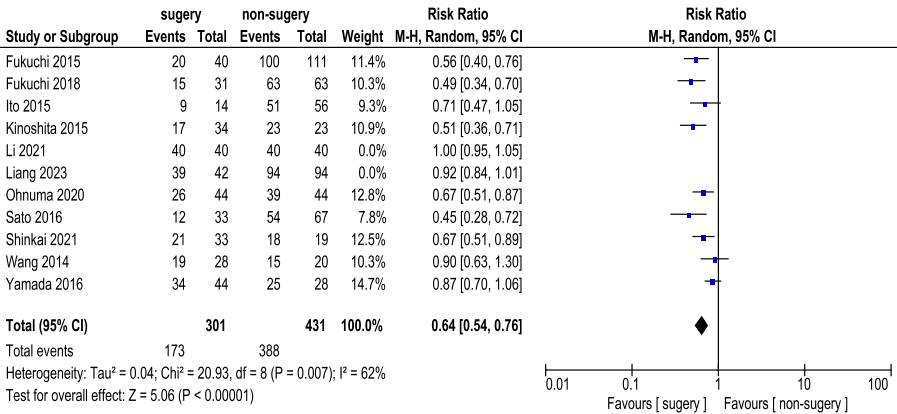 sugery non-sugery Risk Ratio Risk Ratio
Study or Subgroup Events Total Events Total Weight M-H, Random, 95% CI M-H, Random, 95% CI
Fukuchi 2015 20 40 100 111 11.4% 0.56 [0.40, 0.76]
Fukuchi 2018 15 31 63 63 10.3% 0.49 [0.34, 0.70]
Ito 2015 9 14 51 56 9.3% 0.71 [0.47, 1.05]
Kinoshita 2015 17 34 23 23 10.9% 0.51 [0.36, 0.71]
Li 2021 40 40 40 40 0.0% 1.00 [0.95, 1.05]
Liang 2023 39 42 94 94 0.0% 0.92 [0.84, 1.01]
Ohnuma 2020 26 44 39 44 12.8% 0.67 [0.51, 0.87]
Sato 2016 12 33 54 67 7.8% 0.45 [0.28, 0.72]
Shinkai 2021 21 33 18 19 12.5% 0.67 [0.51, 0.89]
Wang 2014 19 28 15 20 10.3% 0.90 [0.63, 1.30]
Yamada 2016 34 44 25 28 14.7% 0.87 [0.70, 1.06]
Total (95% CI) 301 431 100.0% 0.64 [0.54, 0.76]
Total events 173 388
Heterogeneity: Tau² = 0.04; Chi² = 20.93, df = 8 (P = 0.007); I² = 62%
Test for overall effect: Z = 5.06 (P < 0.00001)
0.01 0.1 1 10 100
Favours [ sugery] Favours [ non-sugery]